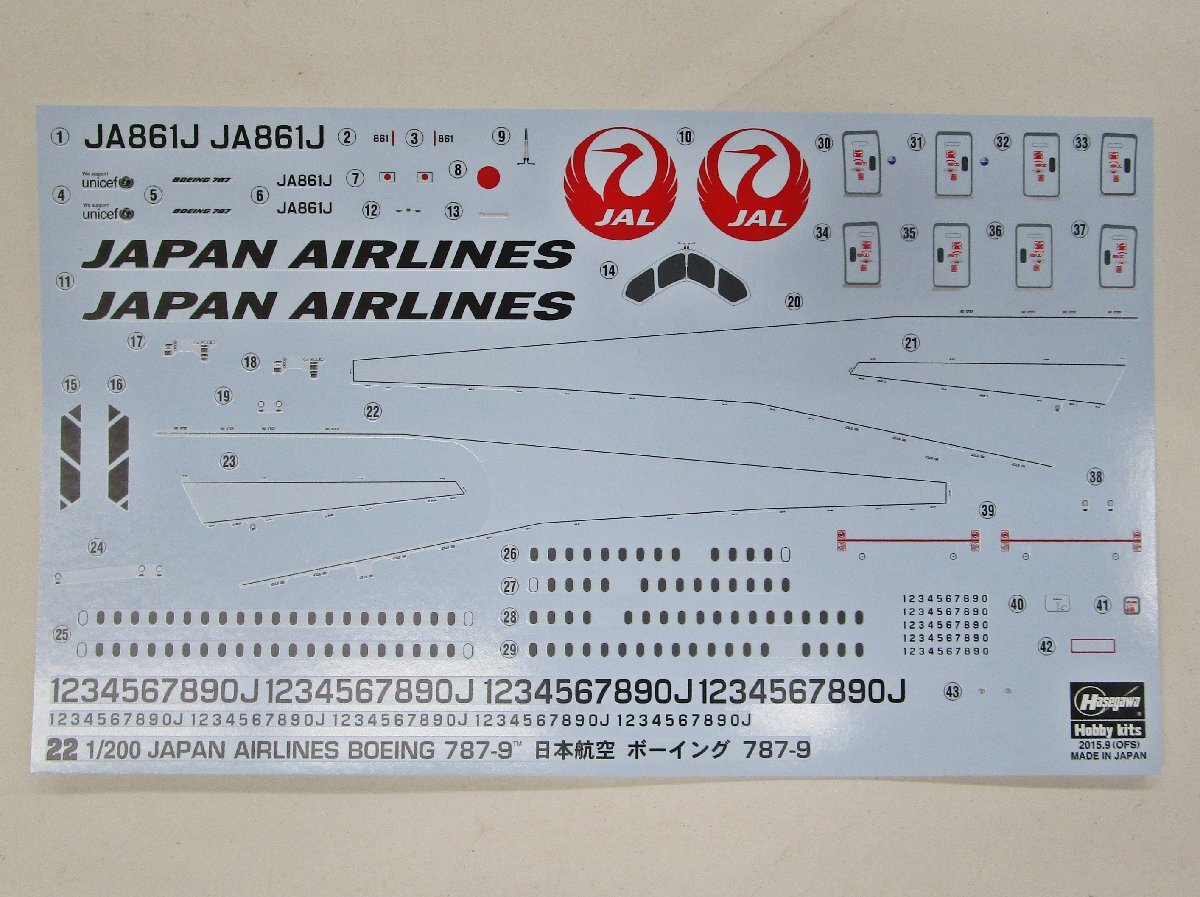 ① JA861J JA861J ② 861 ③ 861 ⑨ ⑩ JAL JAL
④ We support unicef ⑤ BOEING 787 ⑥ JA861J ⑦ ⑧
We support unicef BOEING 787 JA861J ⑫ ⑬
⑪ JAPAN AIRLINES
JAPAN AIRLINES
⑭
㉚ ㉛ ㉜ ㉝
㉞ ㉟ ㊱ ㊲
⑳
⑰ ⑱ ㉑
⑮ ⑯ ⑲ ㉒
㉓
㊳
㊴
㉔
㉖
㉗
㉕ ㉘
㉙
1234567890
1234567890
1234567890
1234567890
1234567890
㊵ ㊶
㊷
1234567890J 1234567890J 1234567890J 1234567890J
㊸
1234567890J 1234567890J 1234567890J 1234567890J 1234567890J
22 1/200 JAPAN AIRLINES BOEING 787-9™ 日本航空 ボーイング 787-9
Hasegawa
Hobby kits
2015.9 (OFS)
MADE IN JAPAN